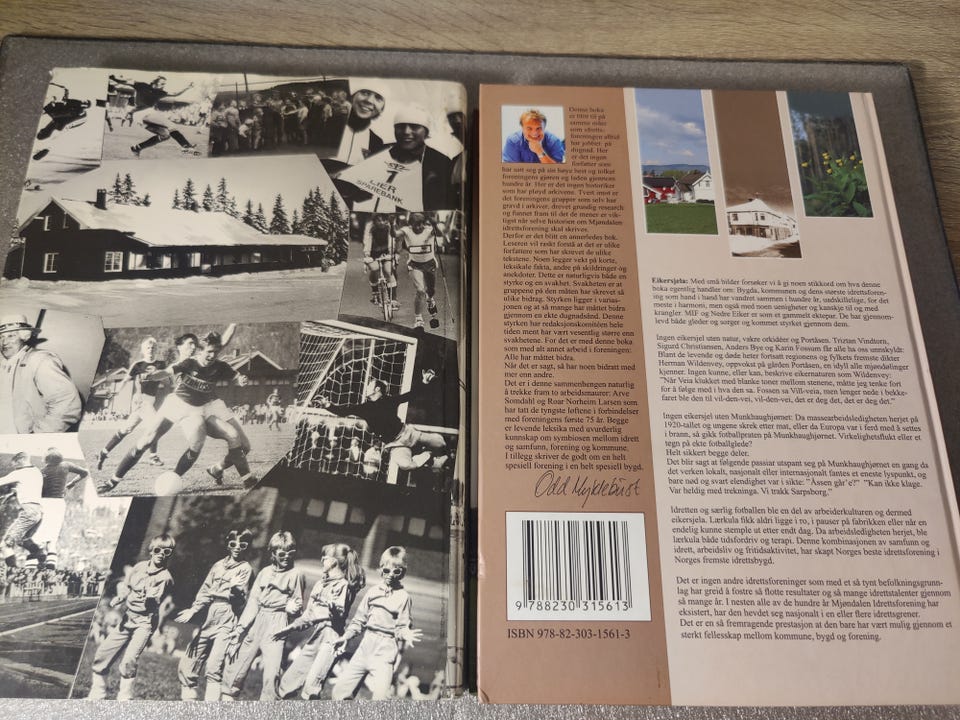 LIER
SPAREBANK
1
Denne boka
er blitt til på
samme måte
som idretts-
foreningen alltid
har jobbet: på
dugnad. Her
er det ingen
forfatter som
har satt seg på sin høye hest og tolket
foreningens gjøren og laden gjennom
hundre år. Her er det ingen historiker
som har pløyd arkivene. Tvert imot er
det foreningens grupper som selv har
gravd i arkiver, drevet grundig research
og funnet fram til det de mener er vik-
tigst når selve historien om Mjøndalen
idrettsforening skal skrives.
Derfor er det blitt en annerledes bok.
Leseren vil raskt forstå at det er ulike
forfattere som har skrevet de ulike
tekstene. Noen legger vekt på korte,
leksikale fakta, andre på skildringer og
anekdoter. Dette er naturligvis både en
styrke og en svakhet. Svakheten er at
gruppene på den måten har skrevet så
ulike bidrag. Styrken ligger i varias-
jonen og at så mange har måttet bidra
gjennom en ekte dugnadsånd. Denne
styrken har redaksjonskomitéen hele
tiden ment har vært vesentlig større enn
svakhetene. For det er med denne boka
som med alt annet arbeid i foreningen:
Alle har måttet bidra.
Når det er sagt, så har noen bidratt med
mer enn andre.
Det er i denne sammenhengen naturlig
å trekke fram to arbeidsmaurer: Arve
Somdahl og Roar Norheim Larsen som
har tatt de tyngste løftene i forbindelser
med foreningens første 75 år. Begge
er levende leksika med uvurderlig
kunnskap om symbiosen mellom idrett
og samfunn, forening og kommune.
I tillegg skriver de godt om en helt
spesiell forening i en helt spesiell bygd.
Odd Myklebust
9 788230 315613
ISBN 978-82-303-1561-3
Eikersjela: Med små bilder forsøker vi å gi noen stikkord om hva denne
boka egentlig handler om: Bygda, kommunen og dens største idrettsforen-
ing som hand i hand har vandret sammen i hundre år, uadskillelige, for det
meste i harmoni, men også med noen uenigheter og kanskje til og med
krangler. MIF og Nedre Eiker er som et gammelt ektepar. De har gjennom-
levd både gleder og sorger og kommet styrket gjennom dem.
Ingen eikersjel uten natur, vakre orkidéer og Portåsen. Triztan Vindtorn,
Sigurd Christiansen, Anders Bye og Karin Fossum får alle ha oss unnskyldt:
Blant de levende og døde heter fortsatt regionens og fylkets fremste dikter
Herman Wildenvey, oppvokst på gården Portåsen, en idyll alle mjøndølinger
kjenner. Ingen kunne, eller kan, beskrive eikernaturen som Wildenvey:
"Når Veia klukket med blanke toner mellom stenene, måtte jeg tenke fort
for å følge med i hva den sa. Fossen sa Vill-veia, men lenger nede i bekke-
faret ble den til vil-den-vei, vil-den-vei, det er deg det, det er deg det."
Ingen eikersjel uten Munkhaughjørnet: Da massearbeidsledigheten herjet på
1920-tallet og ungene skrek etter mat, eller da Europa var i ferd med å settes
i brann, så gikk fotballpraten på Munkhaughjørnet. Virkelighetsflukt eller et
tegn på ekte fotballglede?
Helt sikkert begge deler.
Det blir sagt at følgende passiar utspant seg på Munkhaughjørnet en gang da
det verken lokalt, nasjonalt eller internasjonalt fantes et eneste lyspunkt, og
bare nød og svart elendighet var i sikte: "Åssen går'e?" "Kan ikke klage.
Var heldig med trekninga. Vi trakk Sarpsborg."
Idretten og særlig fotballen ble en del av arbeiderkulturen og dermed
eikersjela. Lærkula fikk aldri ligge i ro, i pauser på fabrikken eller når en
endelig kunne stemple ut etter endt dag. Da arbeidsledigheten herjet, ble
lærkula både tidsfordriv og terapi. Denne kombinasjonen av samfunn og
idrett, arbeidsliv og fritidsaktivitet, har skapt Norges beste idrettsforening i
Norges fremste idrettsbygd.
Det er ingen andre idrettsforeninger som med et så tynt befolkningsgrunn-
lag har greid å fostre så flotte resultater og så mange idrettstalenter gjennom
så mange år. I nesten alle av de hundre år Mjøndalen Idrettsforening har
eksistert, har den hevdet seg nasjonalt i en eller flere idrettsgrener.
Det er en så fremragende prestasjon at den bare har vært mulig gjennom et
sterkt fellesskap mellom kommune, bygd og forening.